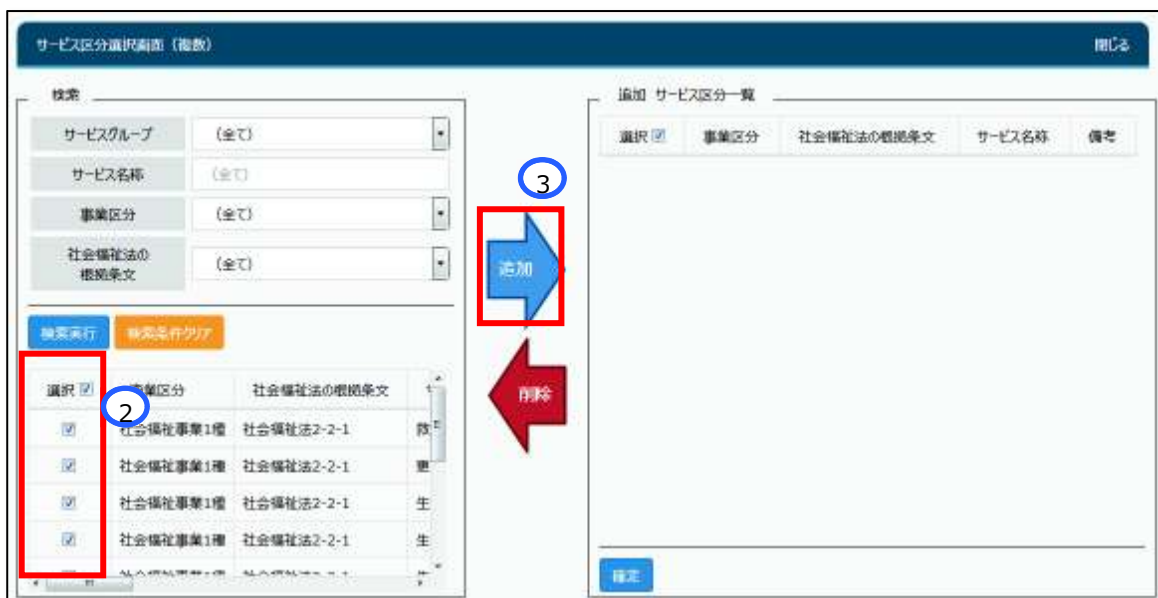 サービス区分選択画面（複数） 閉じる
検索
サービスグループ （全て）
サービス名称 （全て）
事業区分 （全て）
社会福祉法の
根拠条文 （全て）
検索実行 検索条件クリア
選択 事業区分 社会福祉法の根拠条文
社会福祉事業1種 社会福祉法2-2-1 救
社会福祉事業1種 社会福祉法2-2-1 更
社会福祉事業1種 社会福祉法2-2-1 生
社会福祉事業1種 社会福祉法2-2-1 生
2
3
追加
削除
追加 サービス区分一覧
選択 事業区分 社会福祉法の根拠条文 サービス名称 備考
確定